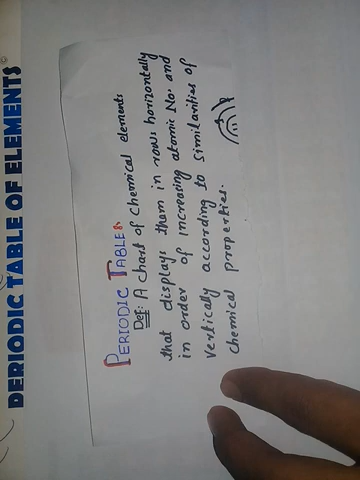 DERIODIC TABLE OF ELEMENTS
PERIODIC TABLE:
Def: A chart of chemical elements
that displays them in rows horizontally
in order of increasing atomic No. and
Vertically according to similarities of
chemical properties.